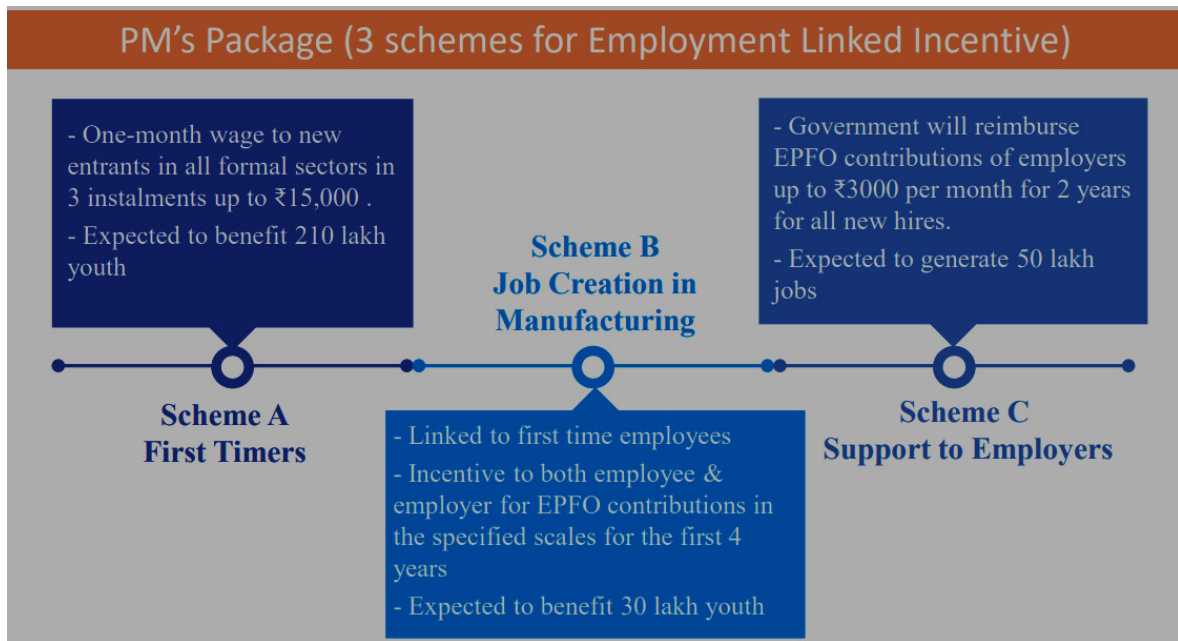 PM’s Package (3 schemes for Employment Linked Incentive)
- One-month wage to new
entrants in all formal sectors in
3 instalments up to ₹15,000 .
- Expected to benefit 210 lakh
youth
Scheme A
First Timers
Scheme B
Job Creation in
Manufacturing
- Linked to first time employees
- Incentive to both employee &
employer for EPFO contributions in
the specified scales for the first 4
years
- Expected to benefit 30 lakh youth
- Government will reimburse
EPFO contributions of employers
up to ₹3000 per month for 2 years
for all new hires.
- Expected to generate 50 lakh
jobs
Scheme C
Support to Employers